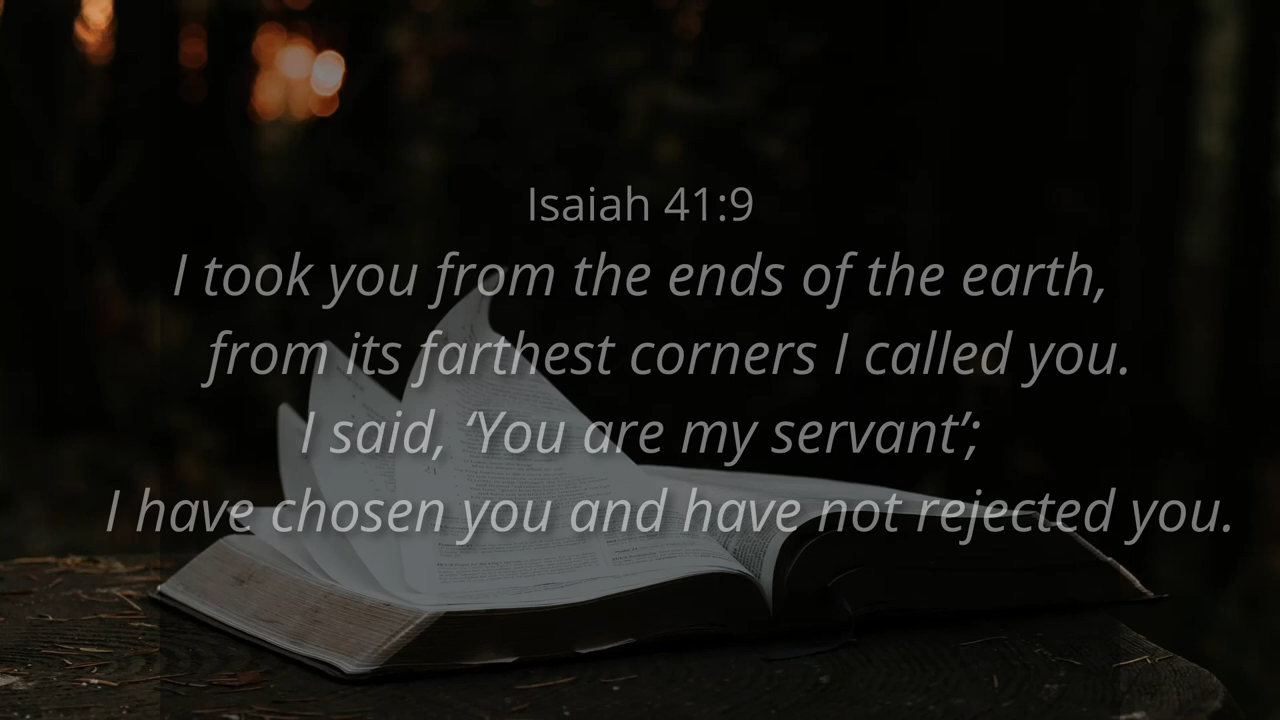 Isaiah 41:9
I took you from the ends of the earth,
from its farthest corners I called you.
I said, ‘You are my servant’;
I have chosen you and have not rejected you.